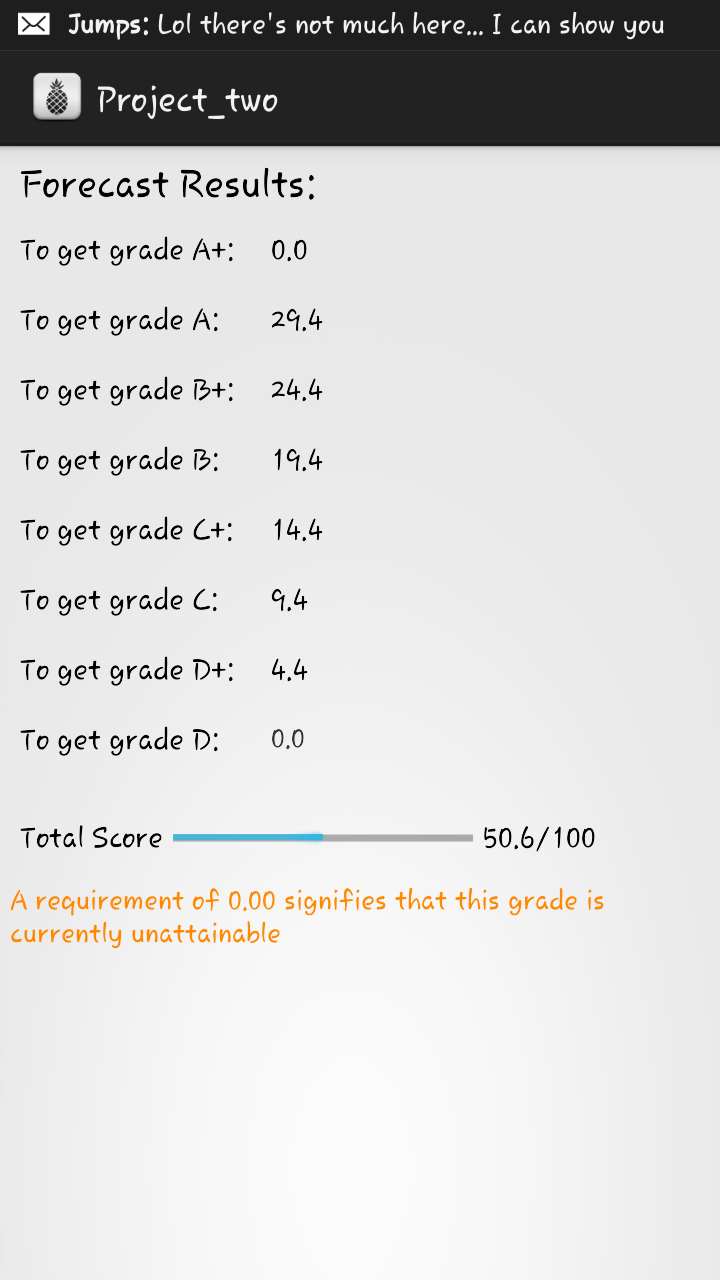 Jumps: Lol there's not much here... I can show you
Project_two
Forecast Results:
To get grade A+: 0.0
To get grade A: 29.4
To get grade B+: 24.4
To get grade B: 19.4
To get grade C+: 14.4
To get grade C: 9.4
To get grade D+: 4.4
To get grade D: 0.0
Total Score 50.6/100
A requirement of 0.00 signifies that this grade is
currently unattainable